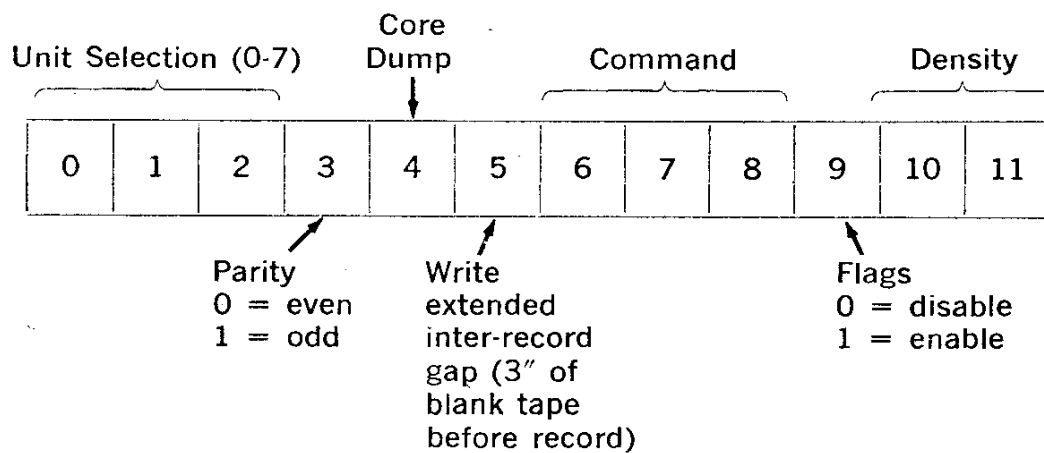 Core
Unit Selection (0-7) Dump Command Density
0 1 2 3 4 5 6 7 8 9 10 11
Parity
0 = even
1 = odd
Write
extended
inter-record
gap (3″ of
blank tape
before record)
Flags
0 = disable
1 = enable